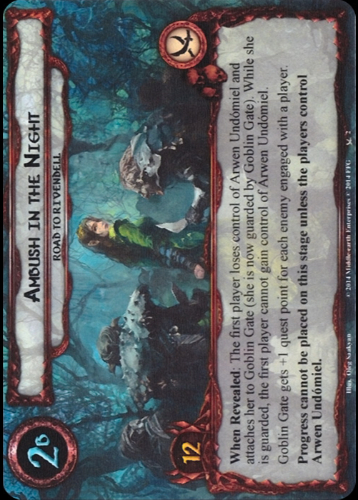 2B
AMBUSH IN THE NIGHT
ROAD TO RIVENDELL
12
When Revealed: The first player loses control of Arwen Undómiel and
attaches her to Goblin Gate (she is now guarded by Goblin Gate). While
she is guarded, the first player cannot gain control of Arwen Undómiel.
Goblin Gate gets +1 quest point for each enemy engaged with a player.
Progress cannot be placed on this stage unless the players control
Arwen Undómiel.
Illus. Oleg Saakyan © 2014 Middle-earth Enterprises © 2014 FFG 2